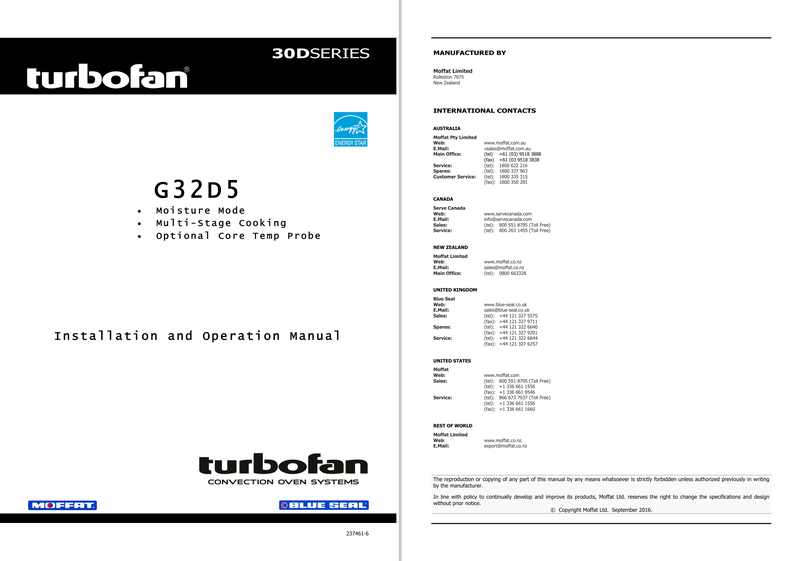 30DSERIES
turbofan®
energy
ENERGY STAR
G32D5
• Moisture Mode
• Multi-Stage Cooking
• Optional Core Temp Probe
Installation and Operation Manual
turbofan
CONVECTION OVEN SYSTEMS
MOFFAT
BLUE SEAL
237461-6
MANUFACTURED BY
Moffat Limited
Rolleston 7675
New Zealand
INTERNATIONAL CONTACTS
AUSTRALIA
Moffat Pty Limited
Web: www.moffat.com.au
E.Mail: vsales@moffat.com.au
Main Office: (tel) +61 (03) 9518 3888
(fax) +61 (03) 9518 3838
Service: (tel): 1800 622 216
Spares: (tel): 1800 337 963
Customer Service: (tel): 1800 335 315
(fax): 1800 350 281
CANADA
Serve Canada
Web: www.servecanada.com
E.Mail: info@servecanada.com
Sales: (tel): 800 551 8795 (Toll Free)
Service: (tel): 800 263 1455 (Toll Free)
NEW ZEALAND
Moffat Limited
Web: www.moffat.co.nz
E.Mail: sales@moffat.co.nz
Main Office: (tel): 0800 663328
UNITED KINGDOM
Blue Seal
Web: www.blue-seal.co.uk
E.Mail: sales@blue-seal.co.uk
Sales: (tel): +44 121 327 5575
(fax): +44 121 327 9711
Spares: (tel): +44 121 322 6640
(fax): +44 121 327 9201
Service: (tel): +44 121 322 6644
(fax): +44 121 327 6257
UNITED STATES
Moffat
Web: www.moffat.com
Sales: (tel): 800 551 8795 (Toll Free)
(tel): +1 336 661 1556
(fax): +1 336 661 9546
Service: (tel): 866 673 7937 (Toll Free)
(tel): +1 336 661 1556
(fax): +1 336 661 1660
REST OF WORLD
Moffat Limited
Web: www.moffat.co.nz
E.Mail: export@moffat.co.nz
The reproduction or copying of any part of this manual by any means whatsoever is strictly forbidden unless authorized previously in writing
by the manufacturer.
In line with policy to continually develop and improve its products, Moffat Ltd. reserves the right to change the specifications and design
without prior notice.
© Copyright Moffat Ltd. September 2016.